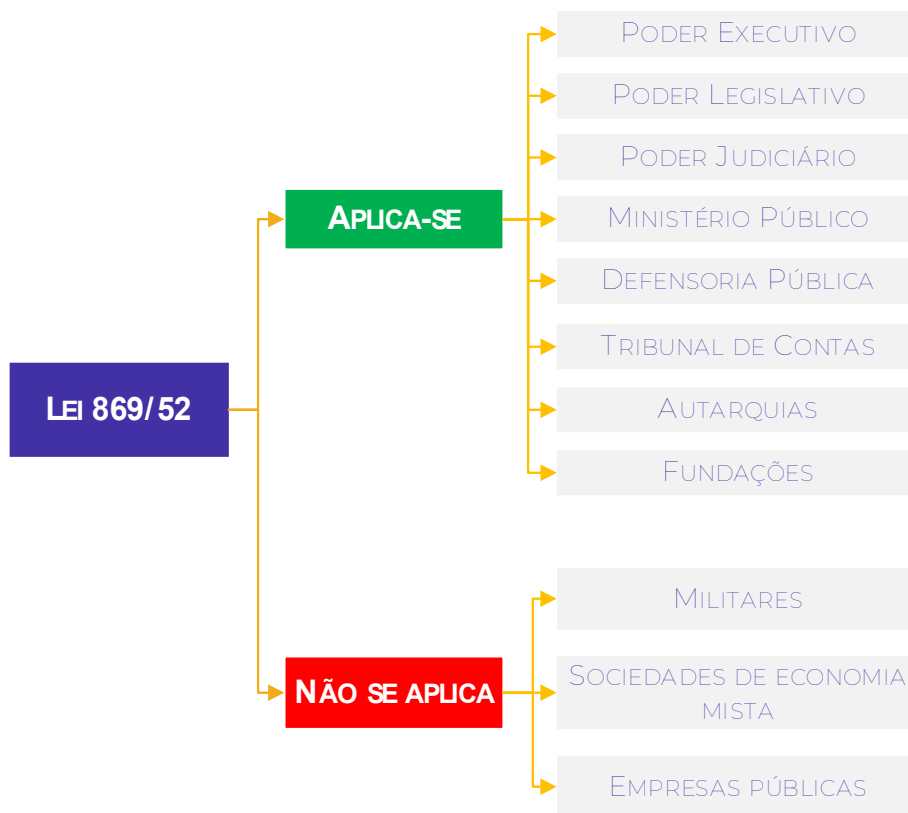 LEI 869/52
APLICA-SE
PODER EXECUTIVO
PODER LEGISLATIVO
PODER JUDICIÁRIO
MINISTÉRIO PÚBLICO
DEFENSORIA PÚBLICA
TRIBUNAL DE CONTAS
AUTARQUIAS
FUNDAÇÕES
NÃO SE APLICA
MILITARES
SOCIEDADES DE ECONOMIA
MISTA
EMPRESAS PÚBLICAS